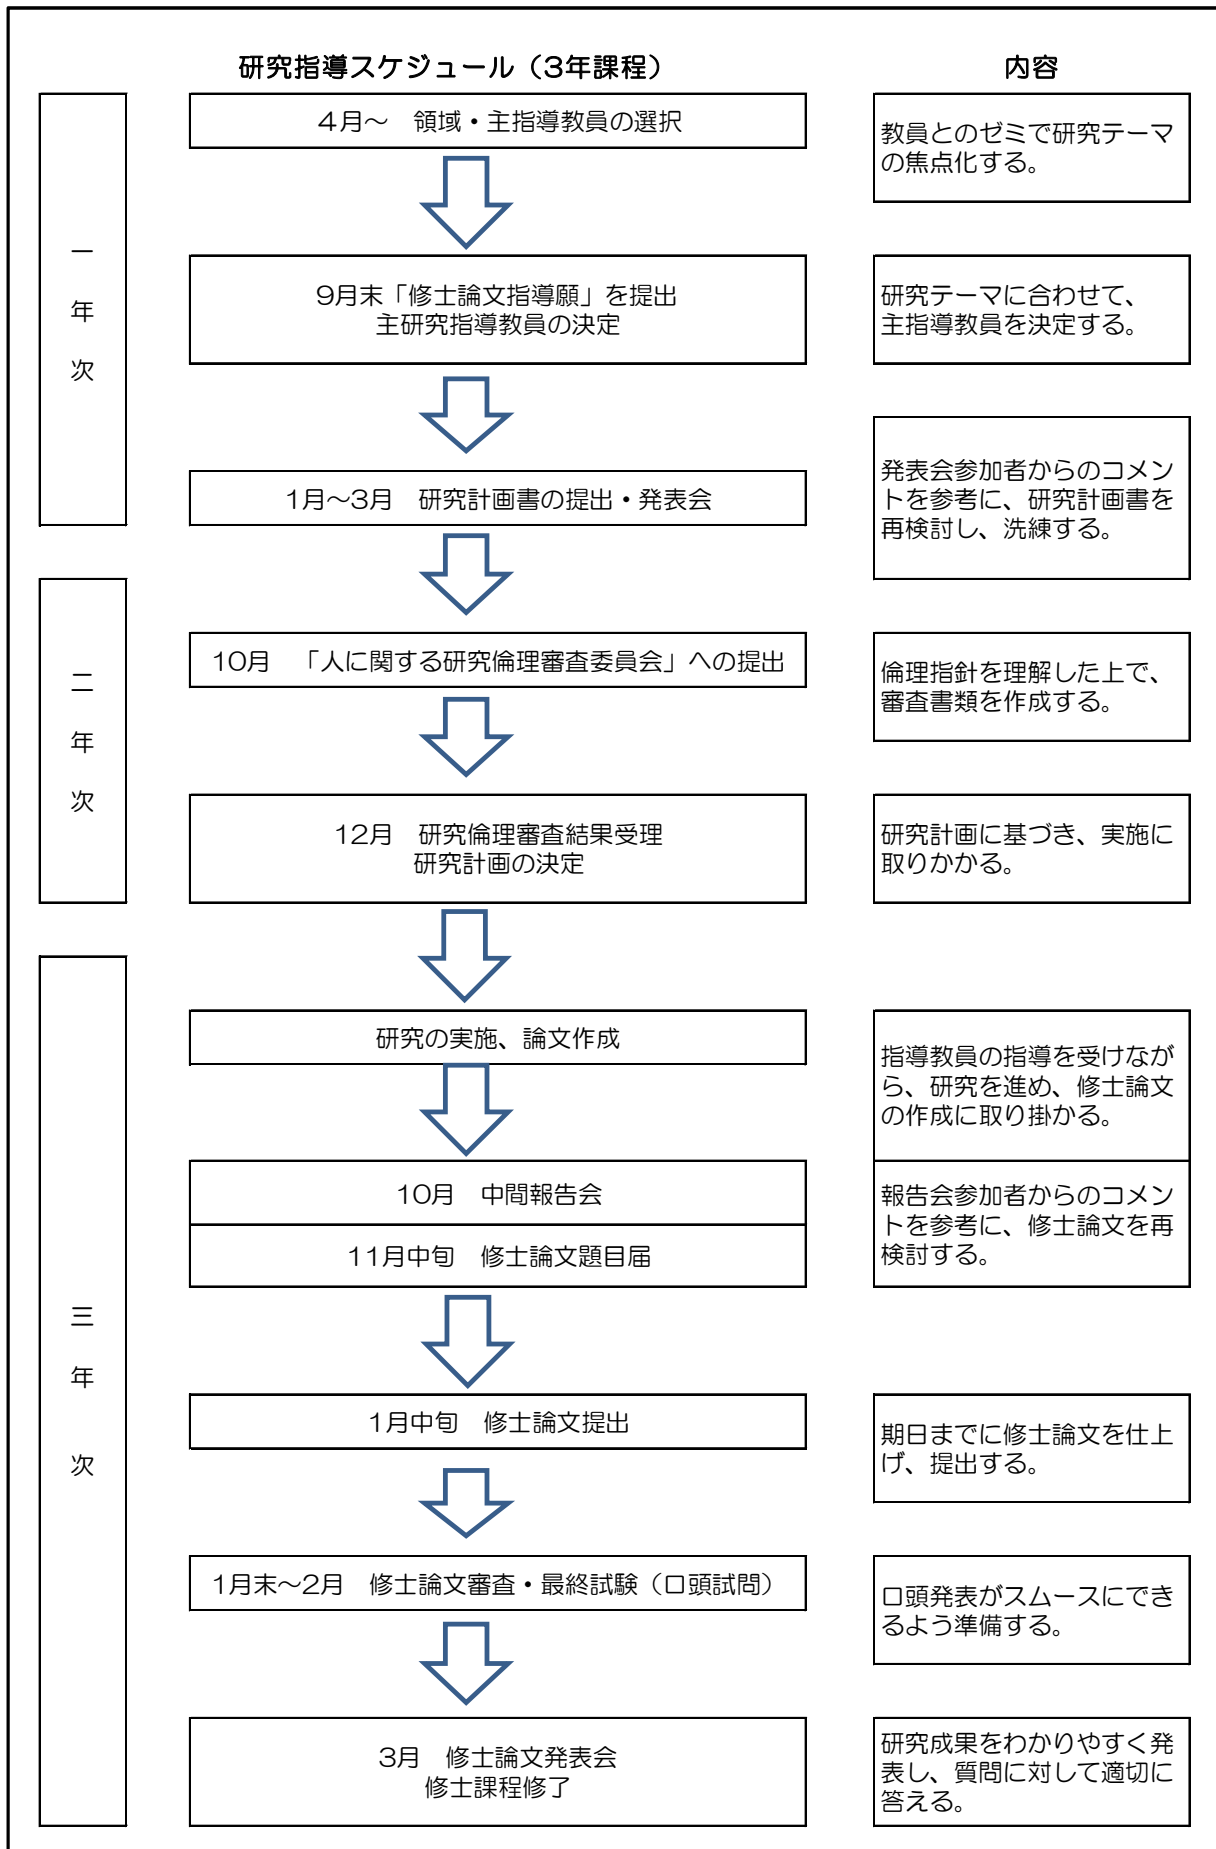 研究指導スケジュール（3年課程）
内容
一年次
4月～　領域・主指導教員の選択
教員とのゼミで研究テーマ
の焦点化する。
9月末「修士論文指導願」を提出
主研究指導教員の決定
研究テーマに合わせて、
主指導教員を決定する。
1月～3月　研究計画書の提出・発表会
発表会参加者からのコメン
トを参考に、研究計画書を
再検討し、洗練する。
二年次
10月　「人に関する研究倫理審査委員会」への提出
倫理指針を理解した上で、
審査書類を作成する。
12月　研究倫理審査結果受理
研究計画の決定
研究計画に基づき、実施に
取りかかる。
三年次
研究の実施、論文作成
指導教員の指導を受けなが
ら、研究を進め、修士論文
の作成に取り掛かる。
10月　中間報告会
11月中旬　修士論文題目届
報告会参加者からのコメン
トを参考に、修士論文を再
検討する。
1月中旬　修士論文提出
期日までに修士論文を仕上
げ、提出する。
1月末～2月　修士論文審査・最終試験（口頭試問）
口頭発表がスムースにでき
るよう準備する。
3月　修士論文発表会
修士課程修了
研究成果をわかりやすく発
表し、質問に対して適切に
答える。